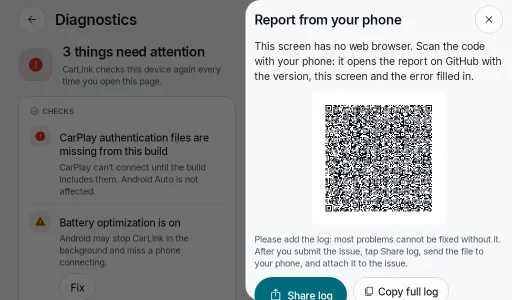 Diagnostics
3 things need attention
CarLink checks this device again every
time you open this page.
CHECKS
CarPlay authentication files are
missing from this build
CarPlay can't connect until the build
includes them. Android Auto is not
affected.
Battery optimization is on
Android may stop CarLink in the
background and miss a phone
connecting.
Fix
Report from your phone
This screen has no web browser. Scan the code
with your phone: it opens the report on GitHub with
the version, this screen and the error filled in.
Please add the log: most problems cannot be fixed without it.
After you submit the issue, tap Share log, send the file to
your phone, and attach it to the issue.
Share log
Copy full log